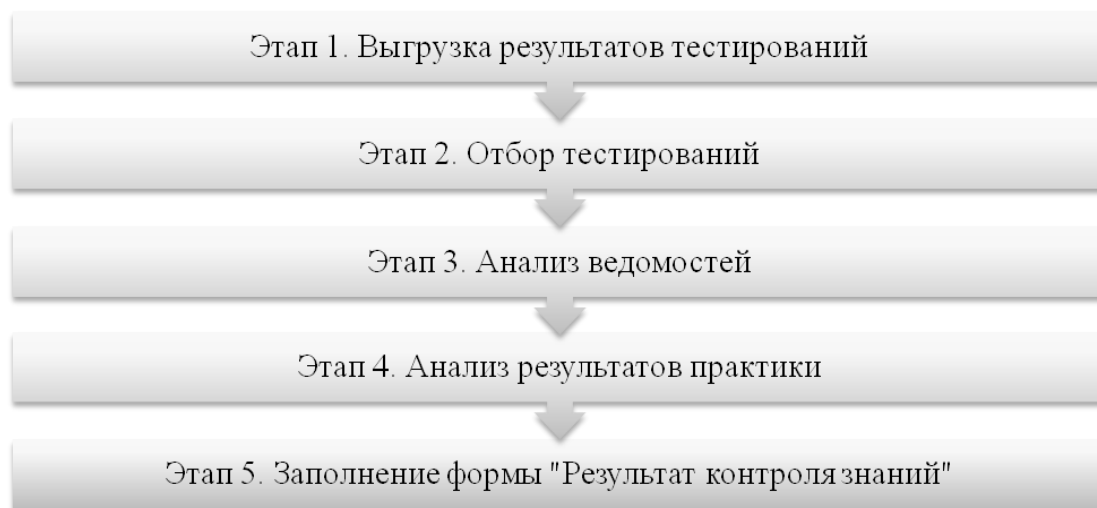 Этап 1. Выгрузка результатов тестирований
Этап 2. Отбор тестирований
Этап 3. Анализ ведомостей
Этап 4. Анализ результатов практики
Этап 5. Заполнение формы "Результат контроля знаний"